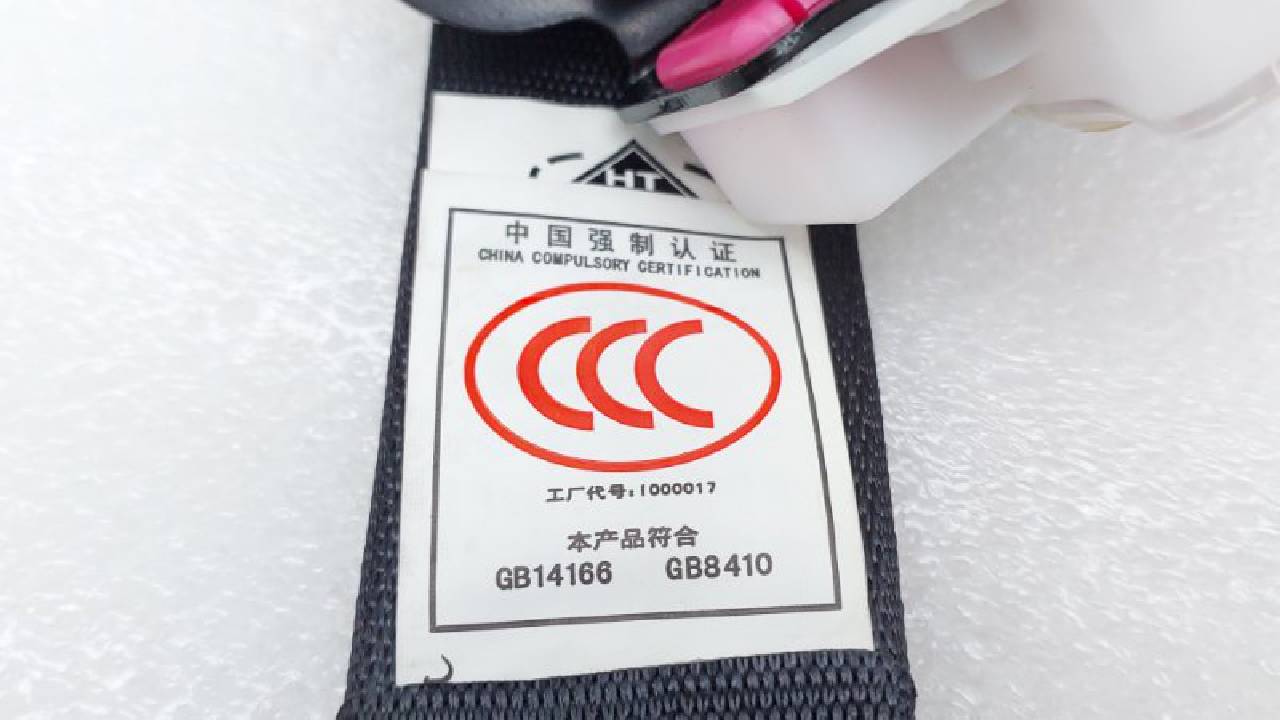 HT
中国强制认证
CHINA COMPULSORY CERTIFICATION
CCC
工厂代号:1000017
本产品符合
GB14166 GB8410